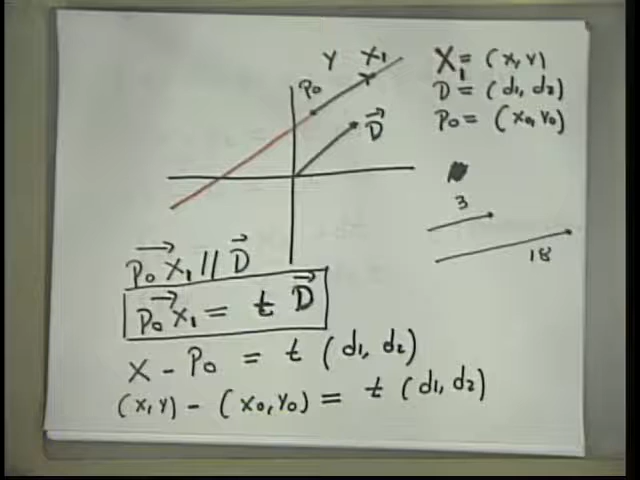 Y X₁
P₀
D⃗
X₁= (x, y)
D = (d1, d2)
P₀ = (x₀, y₀)
3
18
P₀X₁ // D⃗
P₀X₁ = t D⃗
X - P₀ = t (d1, d2)
(x, y) - (x₀, y₀) = t (d1, d2)